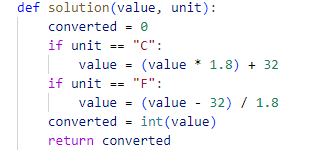 def solution(value, unit):
    converted = 0
    if unit == "C":
        value = (value * 1.8) + 32
    if unit == "F":
        value = (value - 32) / 1.8
    converted = int(value)
    return converted